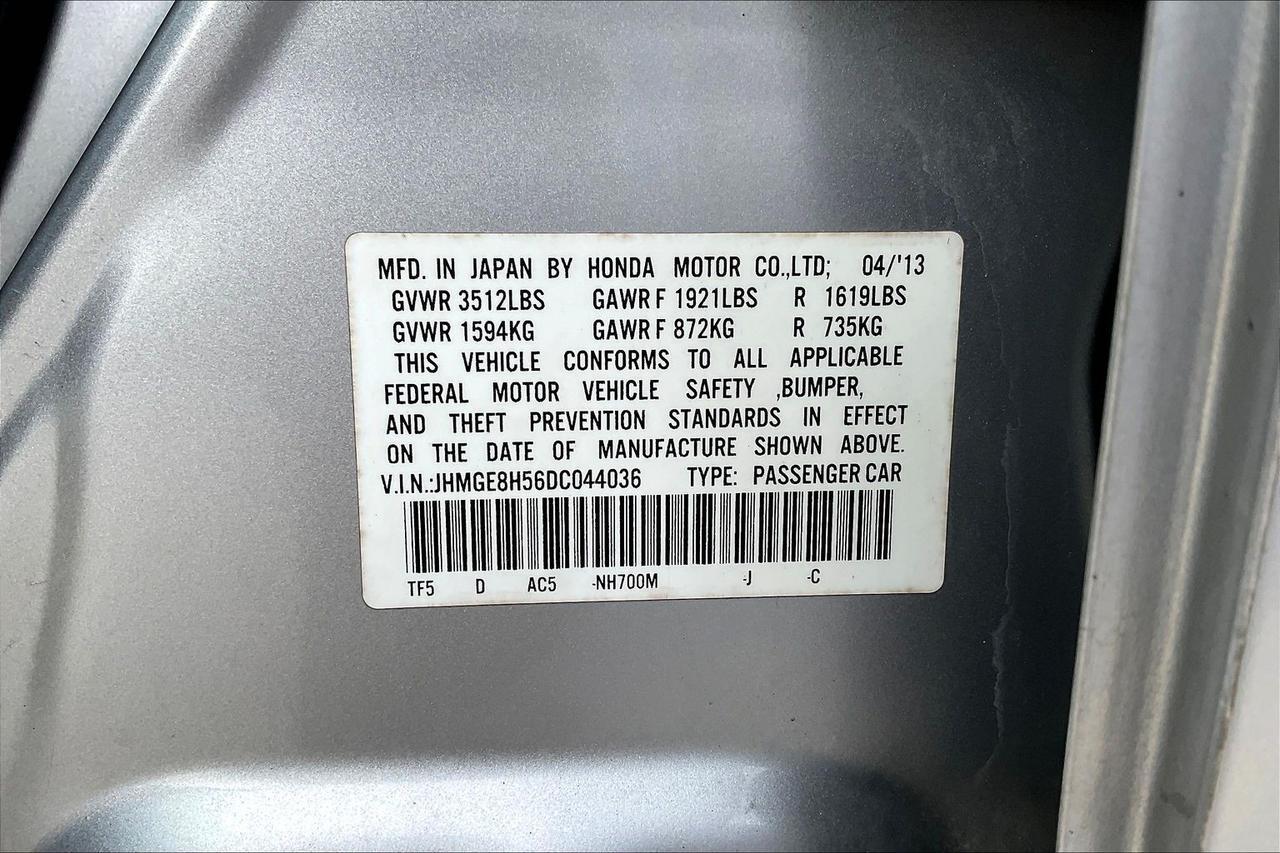 MFD. IN JAPAN BY HONDA MOTOR CO.,LTD; 04/'13
GVWR 3512LBS GAWR F 1921LBS R 1619LBS
GVWR 1594KG GAWR F 872KG R 735KG
THIS VEHICLE CONFORMS TO ALL APPLICABLE
FEDERAL MOTOR VEHICLE SAFETY ,BUMPER,
AND THEFT PREVENTION STANDARDS IN EFFECT
ON THE DATE OF MANUFACTURE SHOWN ABOVE.
V.I.N.:JHMGE8H56DC044036 TYPE: PASSENGER CAR
TF5 D AC5 -NH700M -J -C